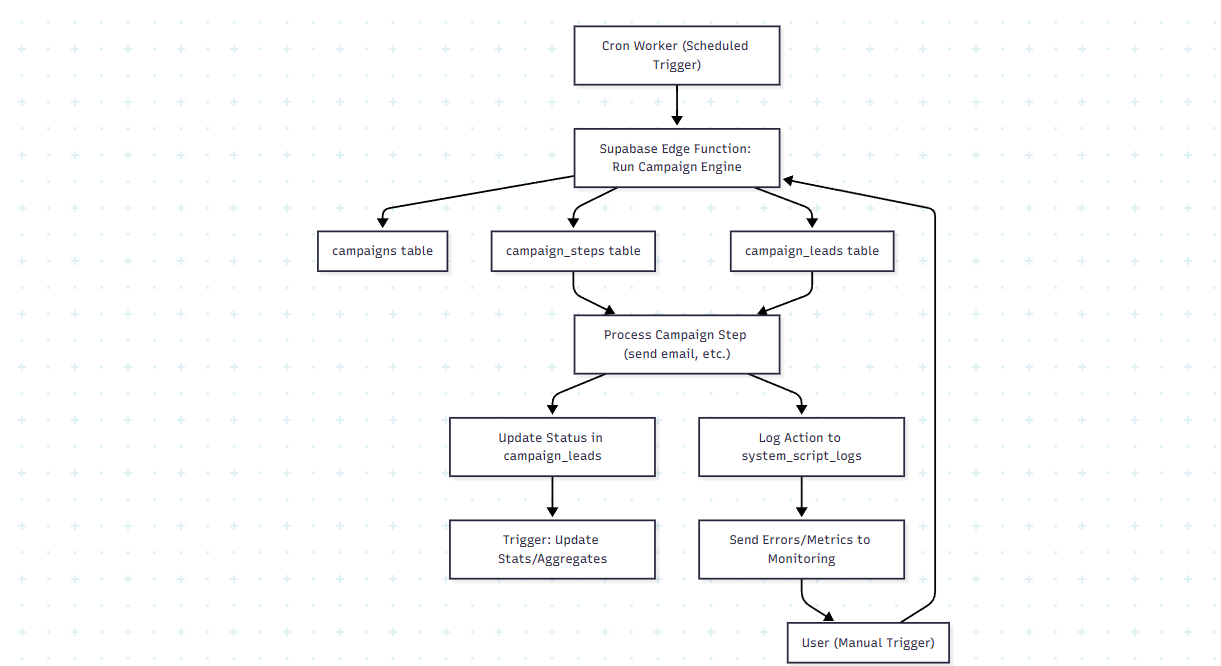 Cron Worker (Scheduled
Trigger)
Supabase Edge Function:
Run Campaign Engine
campaigns table
campaign_steps table
campaign_leads table
Process Campaign Step
(send email, etc.)
Update Status in
campaign_leads
Log Action to
system_script_logs
Trigger: Update
Stats/Aggregates
Send Errors/Metrics to
Monitoring
User (Manual Trigger)